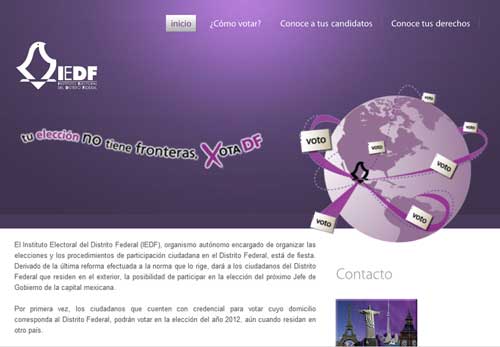 inicio ¿Cómo votar? Conoce a tus candidatos Conoce tus derechos
IEDF
INSTITUTO ELECTORAL
DEL DISTRITO FEDERAL
tu elección NO tiene fronteras, VOTA DF
voto
voto
voto
voto
voto
voto
voto
El Instituto Electoral del Distrito Federal (IEDF), organismo autónomo encargado de organizar las
elecciones y los procedimientos de participación ciudadana en el Distrito Federal, está de fiesta.
Derivado de la última reforma efectuada a la norma que lo rige, dará a los ciudadanos del Distrito
Federal que residen en el exterior, la posibilidad de participar en la elección del próximo Jefe de
Gobierno de la capital mexicana.
Por primera vez, los ciudadanos que cuenten con credencial para votar cuyo domicilio
corresponda al Distrito Federal, podrán votar en la elección del año 2012, aún cuando residan en
otro país.
Contacto